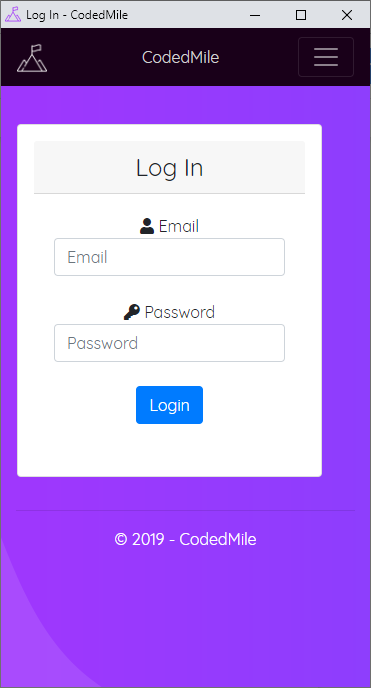 Log In - CodedMile
CodedMile
Log In
Email
Email
Password
Password
Login
© 2019 - CodedMile